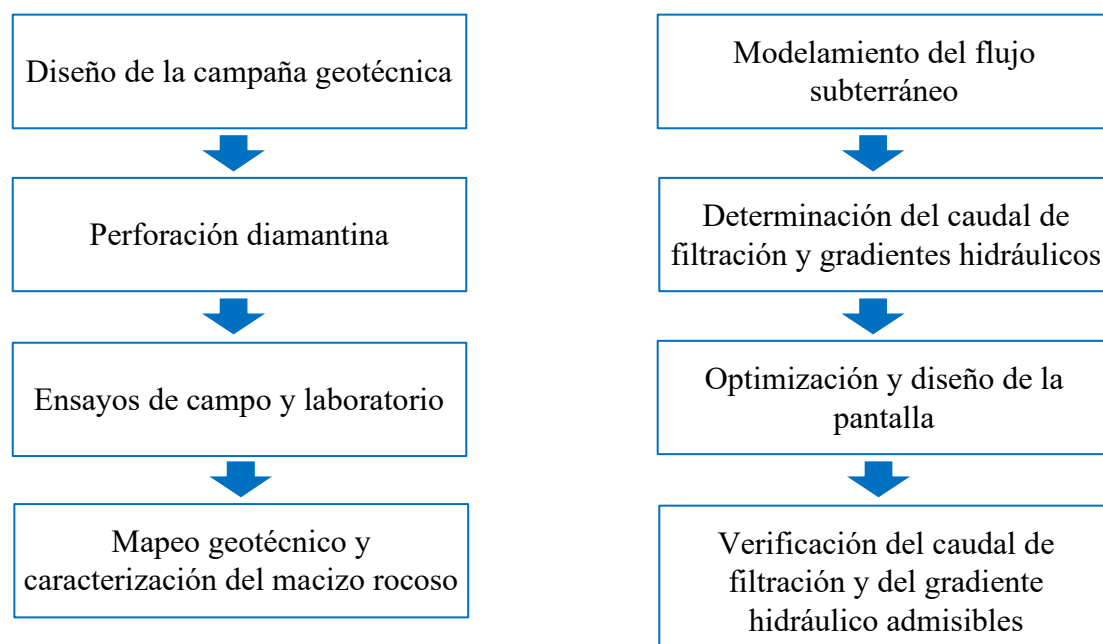 Diseño de la campaña geotécnica
Perforación diamantina
Ensayos de campo y laboratorio
Mapeo geotécnico y
caracterización del macizo rocoso
Modelamiento del flujo
subterráneo
Determinación del caudal de
filtración y gradientes hidráulicos
Optimización y diseño de la
pantalla
Verificación del caudal de
filtración y del gradiente
hidráulico admisibles